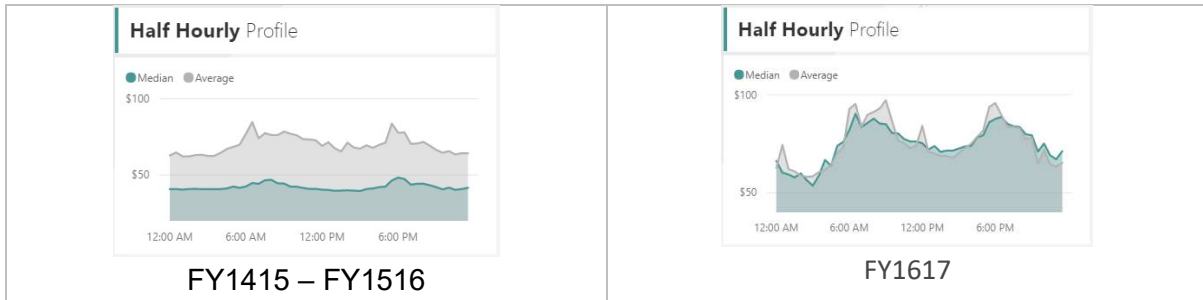 Half Hourly Profile
Median Average
$100
$50
12:00 AM 6:00 AM 12:00 PM 6:00 PM
FY1415 – FY1516
Half Hourly Profile
Median Average
$100
$50
12:00 AM 6:00 AM 12:00 PM 6:00 PM
FY1617